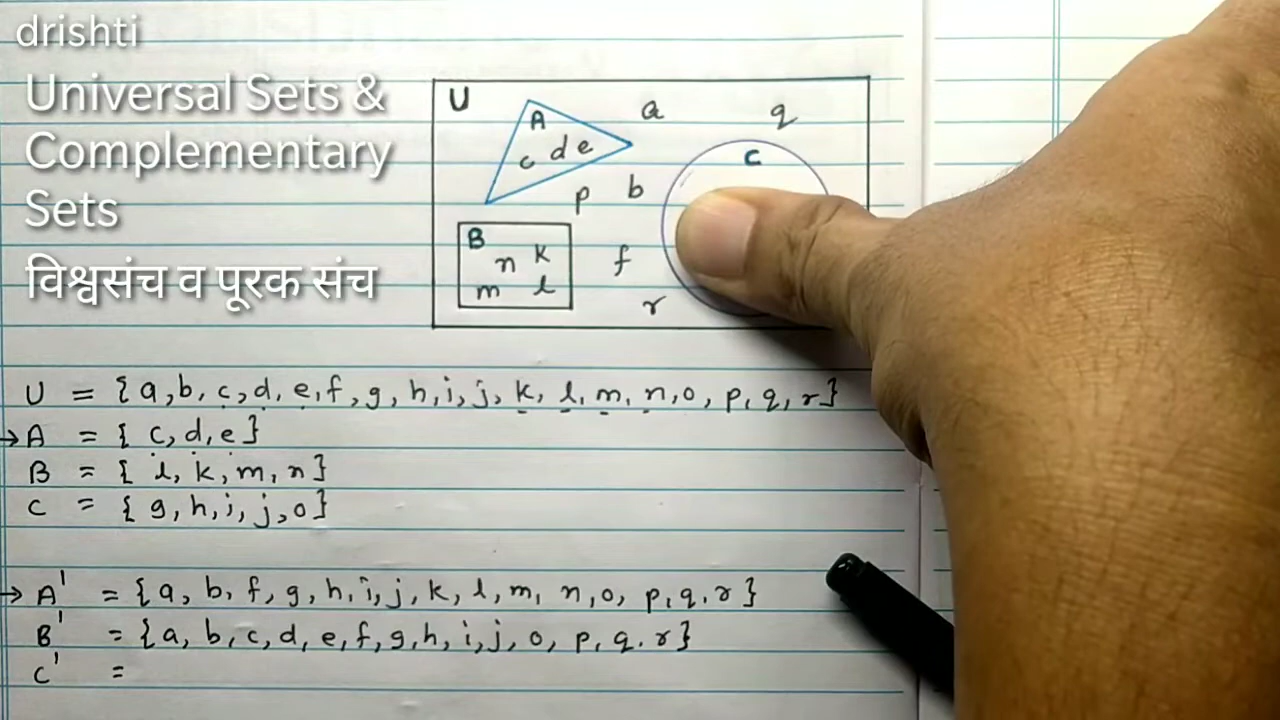 drishti
Universal Sets &
Complementary
Sets
विश्वसंच व पूरक संच
U
A
a
q
c d e
C
p b
B
n k
f
m l
r
U = {a,b,c,d,e,f,g,h,i,j,k,l,m,n,o,p,q,r}
→A = {c,d,e}
B = {l,k,m,n}
C = {g,h,i,j,o}
→A' = {a,b,f,g,h,i,j,k,l,m,n,o,p,q.r}
B' = {a,b,c,d,e,f,g,h,i,j,o,p,q.r}
C' =